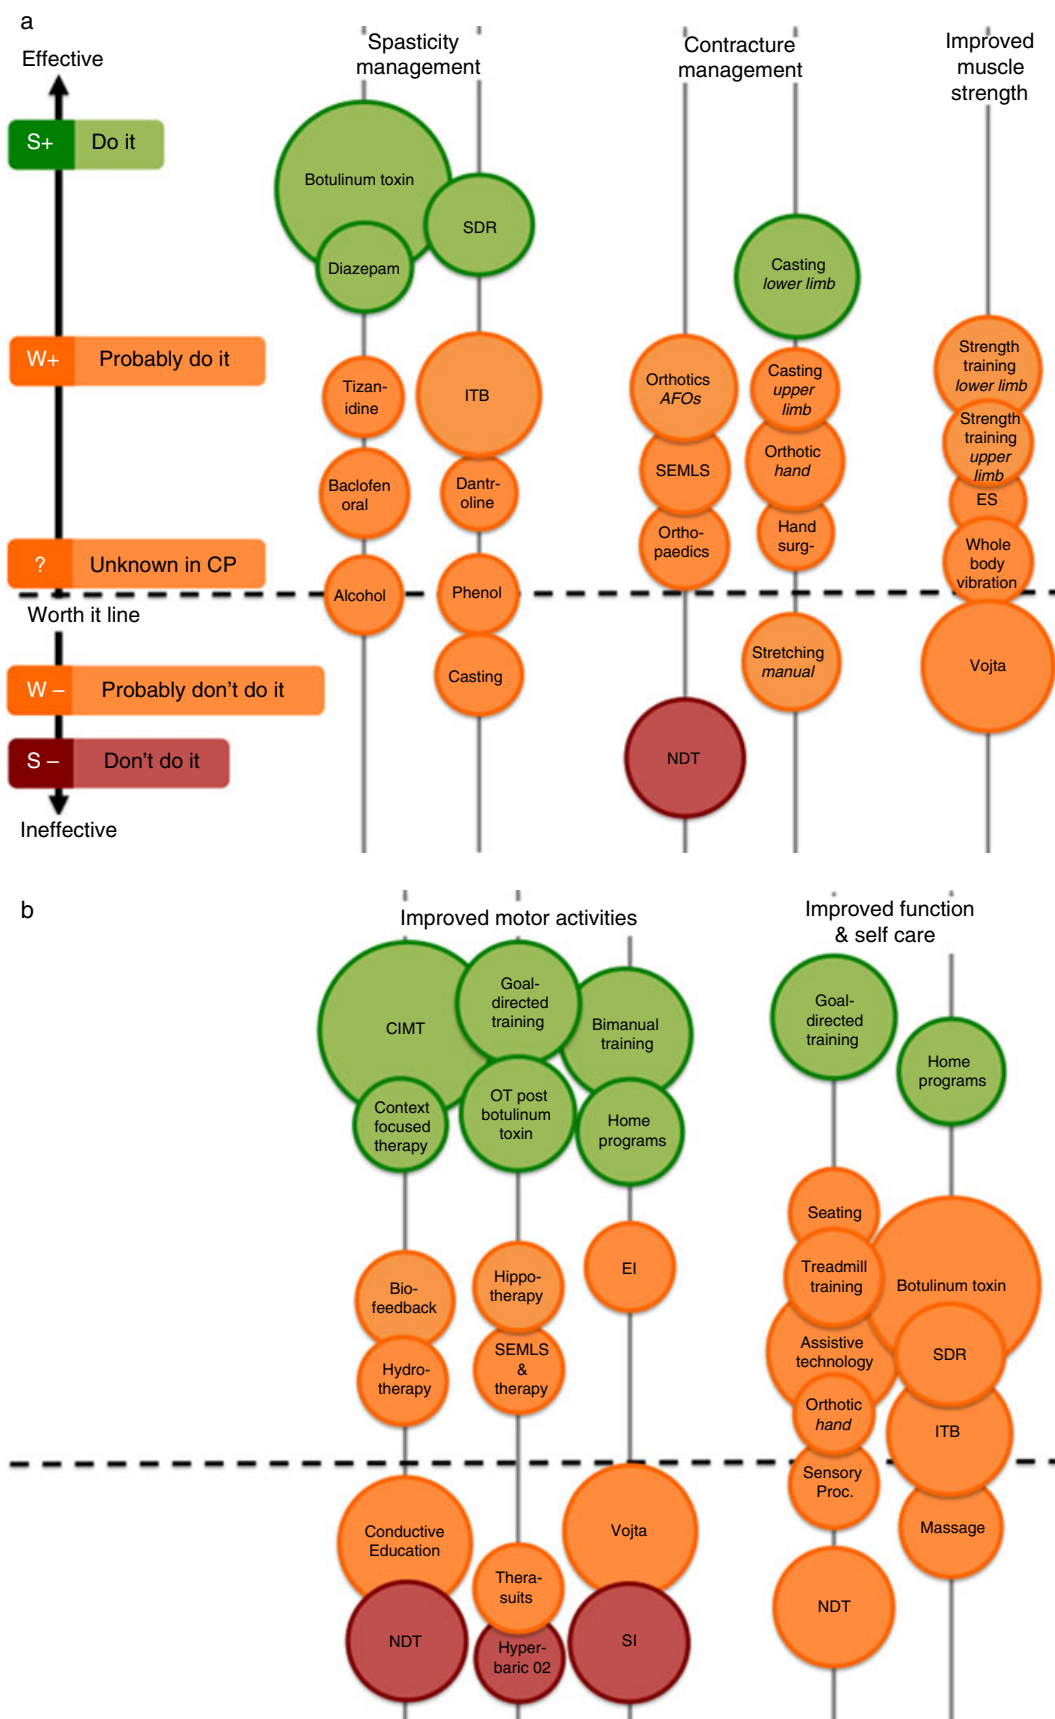 a
Effective
Spasticity
management
Contracture
management
Improved
muscle
strength
S+ Do it
Botulinum toxin
SDR
Diazepam
Casting
lower limb
W+ Probably do it
Tizan-
idine
ITB
Orthotics
AFOs
Casting
upper
limb
Strength
training
lower limb
Strength
training
upper
limb
Baclofen
oral
Dantr-
oline
SEMLS
Orthotic
hand
ES
Ortho-
paedics
Hand
surg-
Whole
body
vibration
? Unknown in CP
Alcohol
Phenol
Worth it line
Casting
Stretching
manual
Vojta
W – Probably don't do it
NDT
S – Don't do it
Ineffective
b
Improved motor activities
Improved function
& self care
CIMT
Goal-
directed
training
Bimanual
training
Goal-
directed
training
Home
programs
Context
focused
therapy
OT post
botulinum
toxin
Home
programs
Seating
Bio-
feedback
Hippo-
therapy
EI
Treadmill
training
Botulinum toxin
Hydro-
therapy
SEMLS
&
therapy
Assistive
technology
SDR
Orthotic
hand
ITB
Sensory
Proc.
Conductive
Education
Vojta
Massage
Thera-
suits
NDT
NDT
Hyper-
baric 02
SI